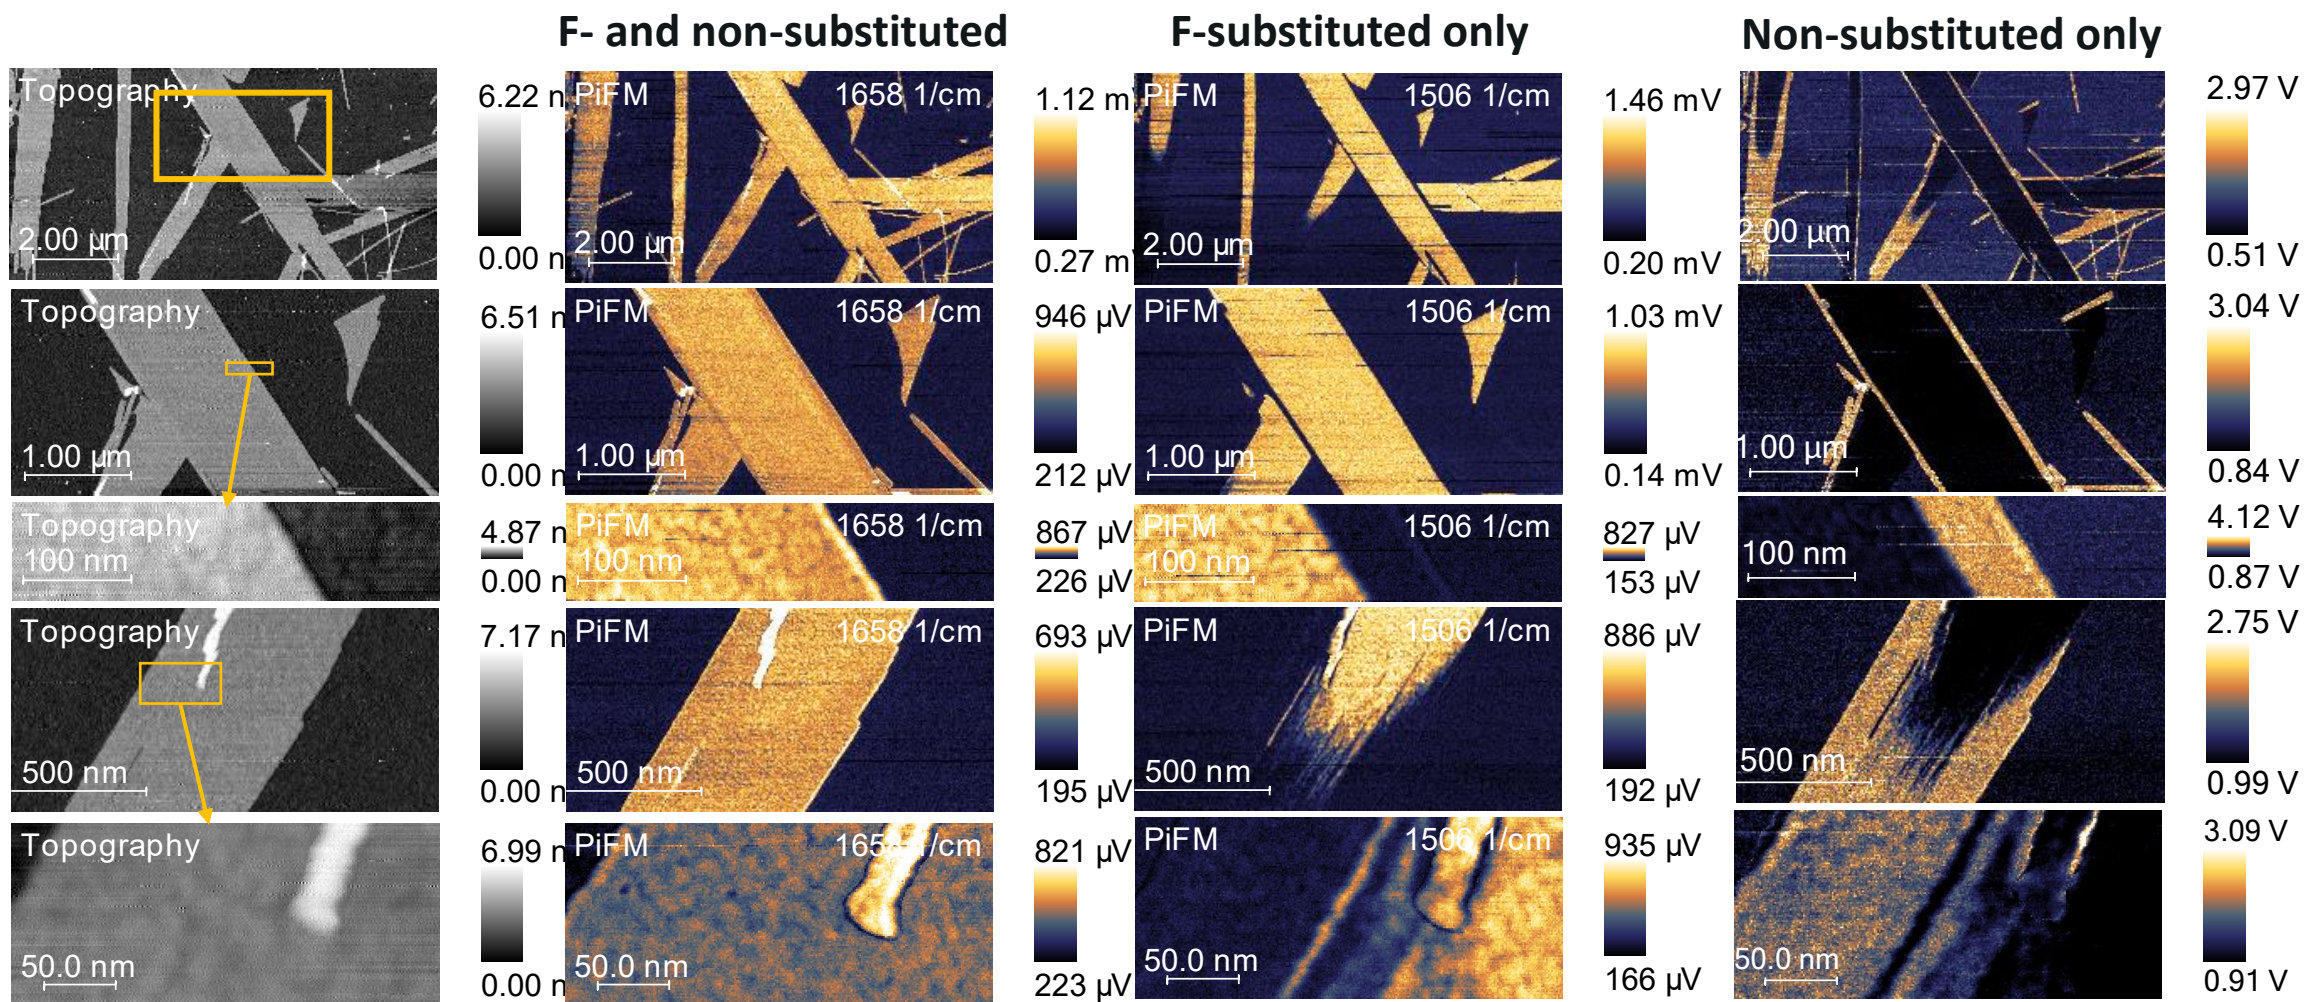 F- and non-substituted
F-substituted only
Non-substituted only
Topography
2.00 µm
6.22 n
0.00 n
PiFM
1658 1/cm
2.00 µm
1.12 m
0.27 m
PiFM
1506 1/cm
2.00 µm
1.46 mV
0.20 mV
2.00 µm
2.97 V
0.51 V
Topography
1.00 µm
6.51 n
0.00 n
PiFM
1658 1/cm
1.00 µm
946 µV
212 µV
PiFM
1506 1/cm
1.00 µm
1.03 mV
0.14 mV
1.00 µm
3.04 V
0.84 V
Topography
100 nm
4.87 n
0.00 n
PiFM
1658 1/cm
100 nm
867 µV
226 µV
PiFM
1506 1/cm
100 nm
827 µV
153 µV
100 nm
4.12 V
0.87 V
Topography
500 nm
7.17 n
0.00 n
PiFM
1658 1/cm
500 nm
693 µV
195 µV
PiFM
1506 1/cm
500 nm
886 µV
192 µV
500 nm
2.75 V
0.99 V
Topography
50.0 nm
6.99 n
0.00 n
PiFM
1658 1/cm
50.0 nm
821 µV
223 µV
PiFM
1506 1/cm
50.0 nm
935 µV
166 µV
50.0 nm
3.09 V
0.91 V